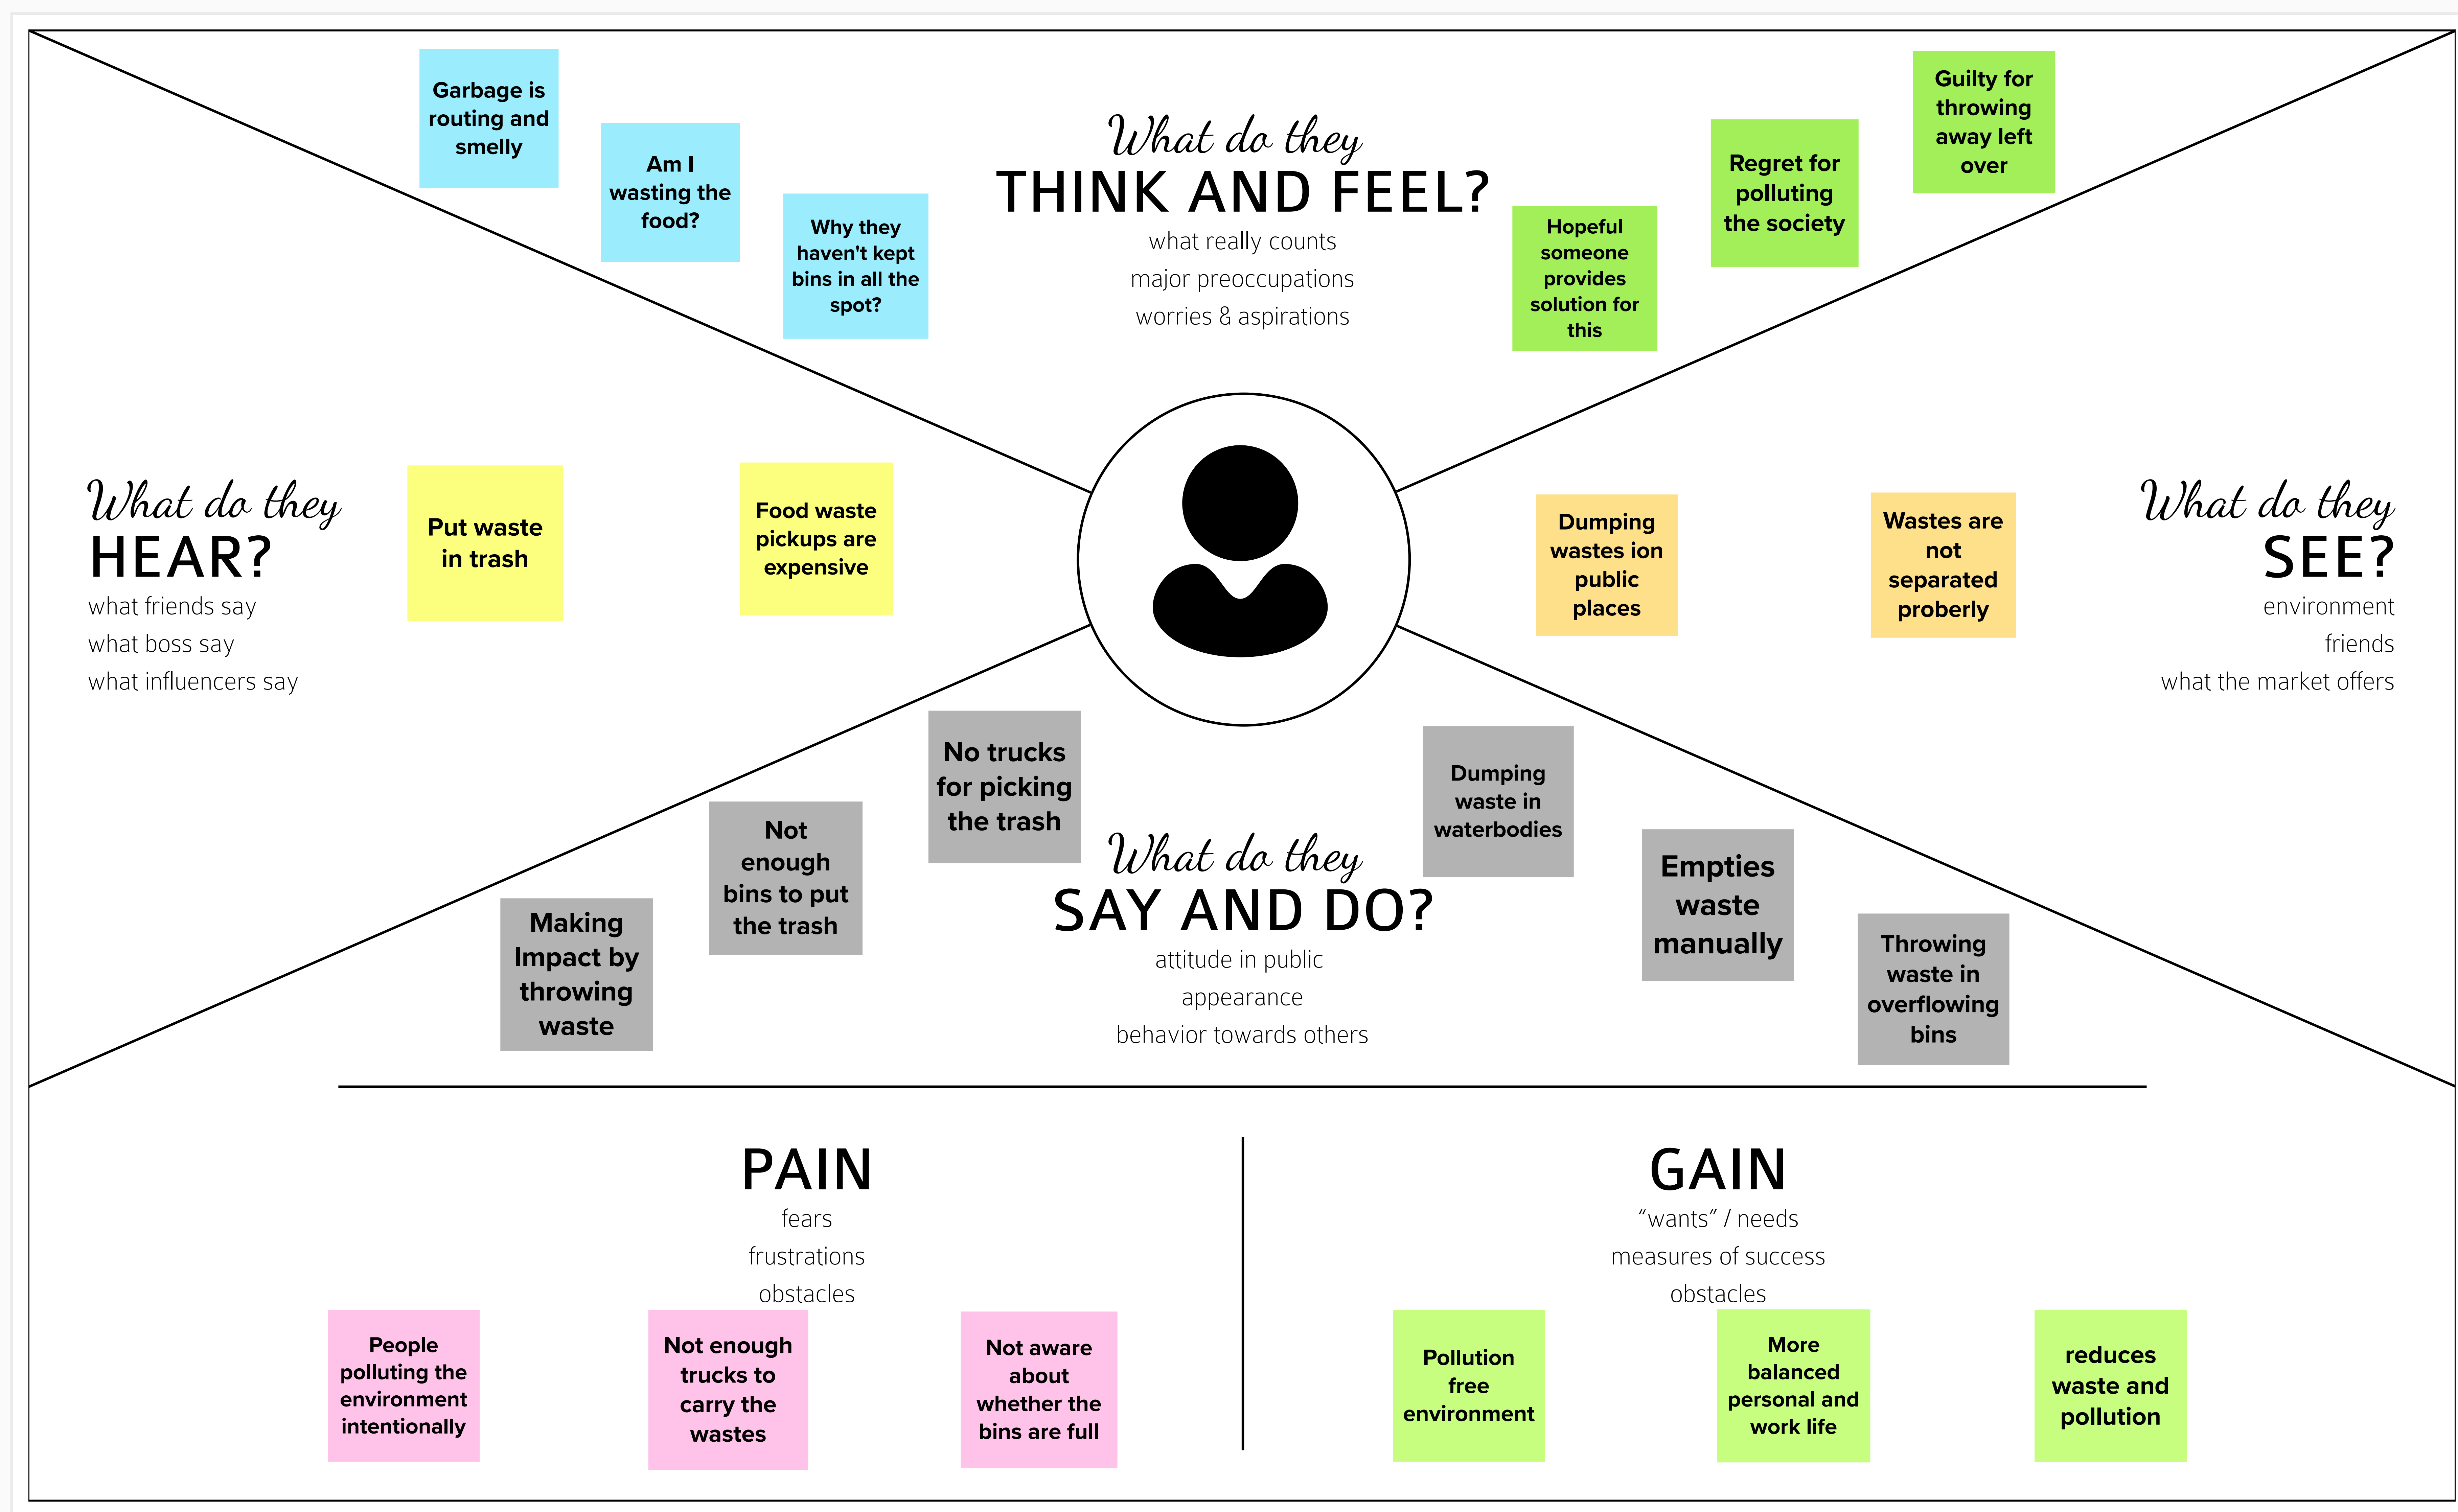 Garbage is
routing and
smelly
Am I
wasting the
food?
Why they
haven't kept
bins in all the
spot?
What do they
THINK AND FEEL?
what really counts
major preoccupations
worries & aspirations
Hopeful
someone
provides
solution for
this
Regret for
polluting
the society
Guilty for
throwing
away left
over
What do they
HEAR?
what friends say
what boss say
what influencers say
Put waste
in trash
Food waste
pickups are
expensive
Dumping
wastes ion
public
places
Wastes are
not
separated
proberly
What do they
SEE?
environment
friends
what the market offers
Making
Impact by
throwing
waste
Not
enough
bins to put
the trash
No trucks
for picking
the trash
What do they
SAY AND DO?
attitude in public
appearance
behavior towards others
Dumping
waste in
waterbodies
Empties
waste
manually
Throwing
waste in
overflowing
bins
PAIN
fears
frustrations
obstacles
People
polluting the
environment
intentionally
Not enough
trucks to
carry the
wastes
Not aware
about
whether the
bins are full
GAIN
“wants” / needs
measures of success
obstacles
Pollution
free
environment
More
balanced
personal and
work life
reduces
waste and
pollution